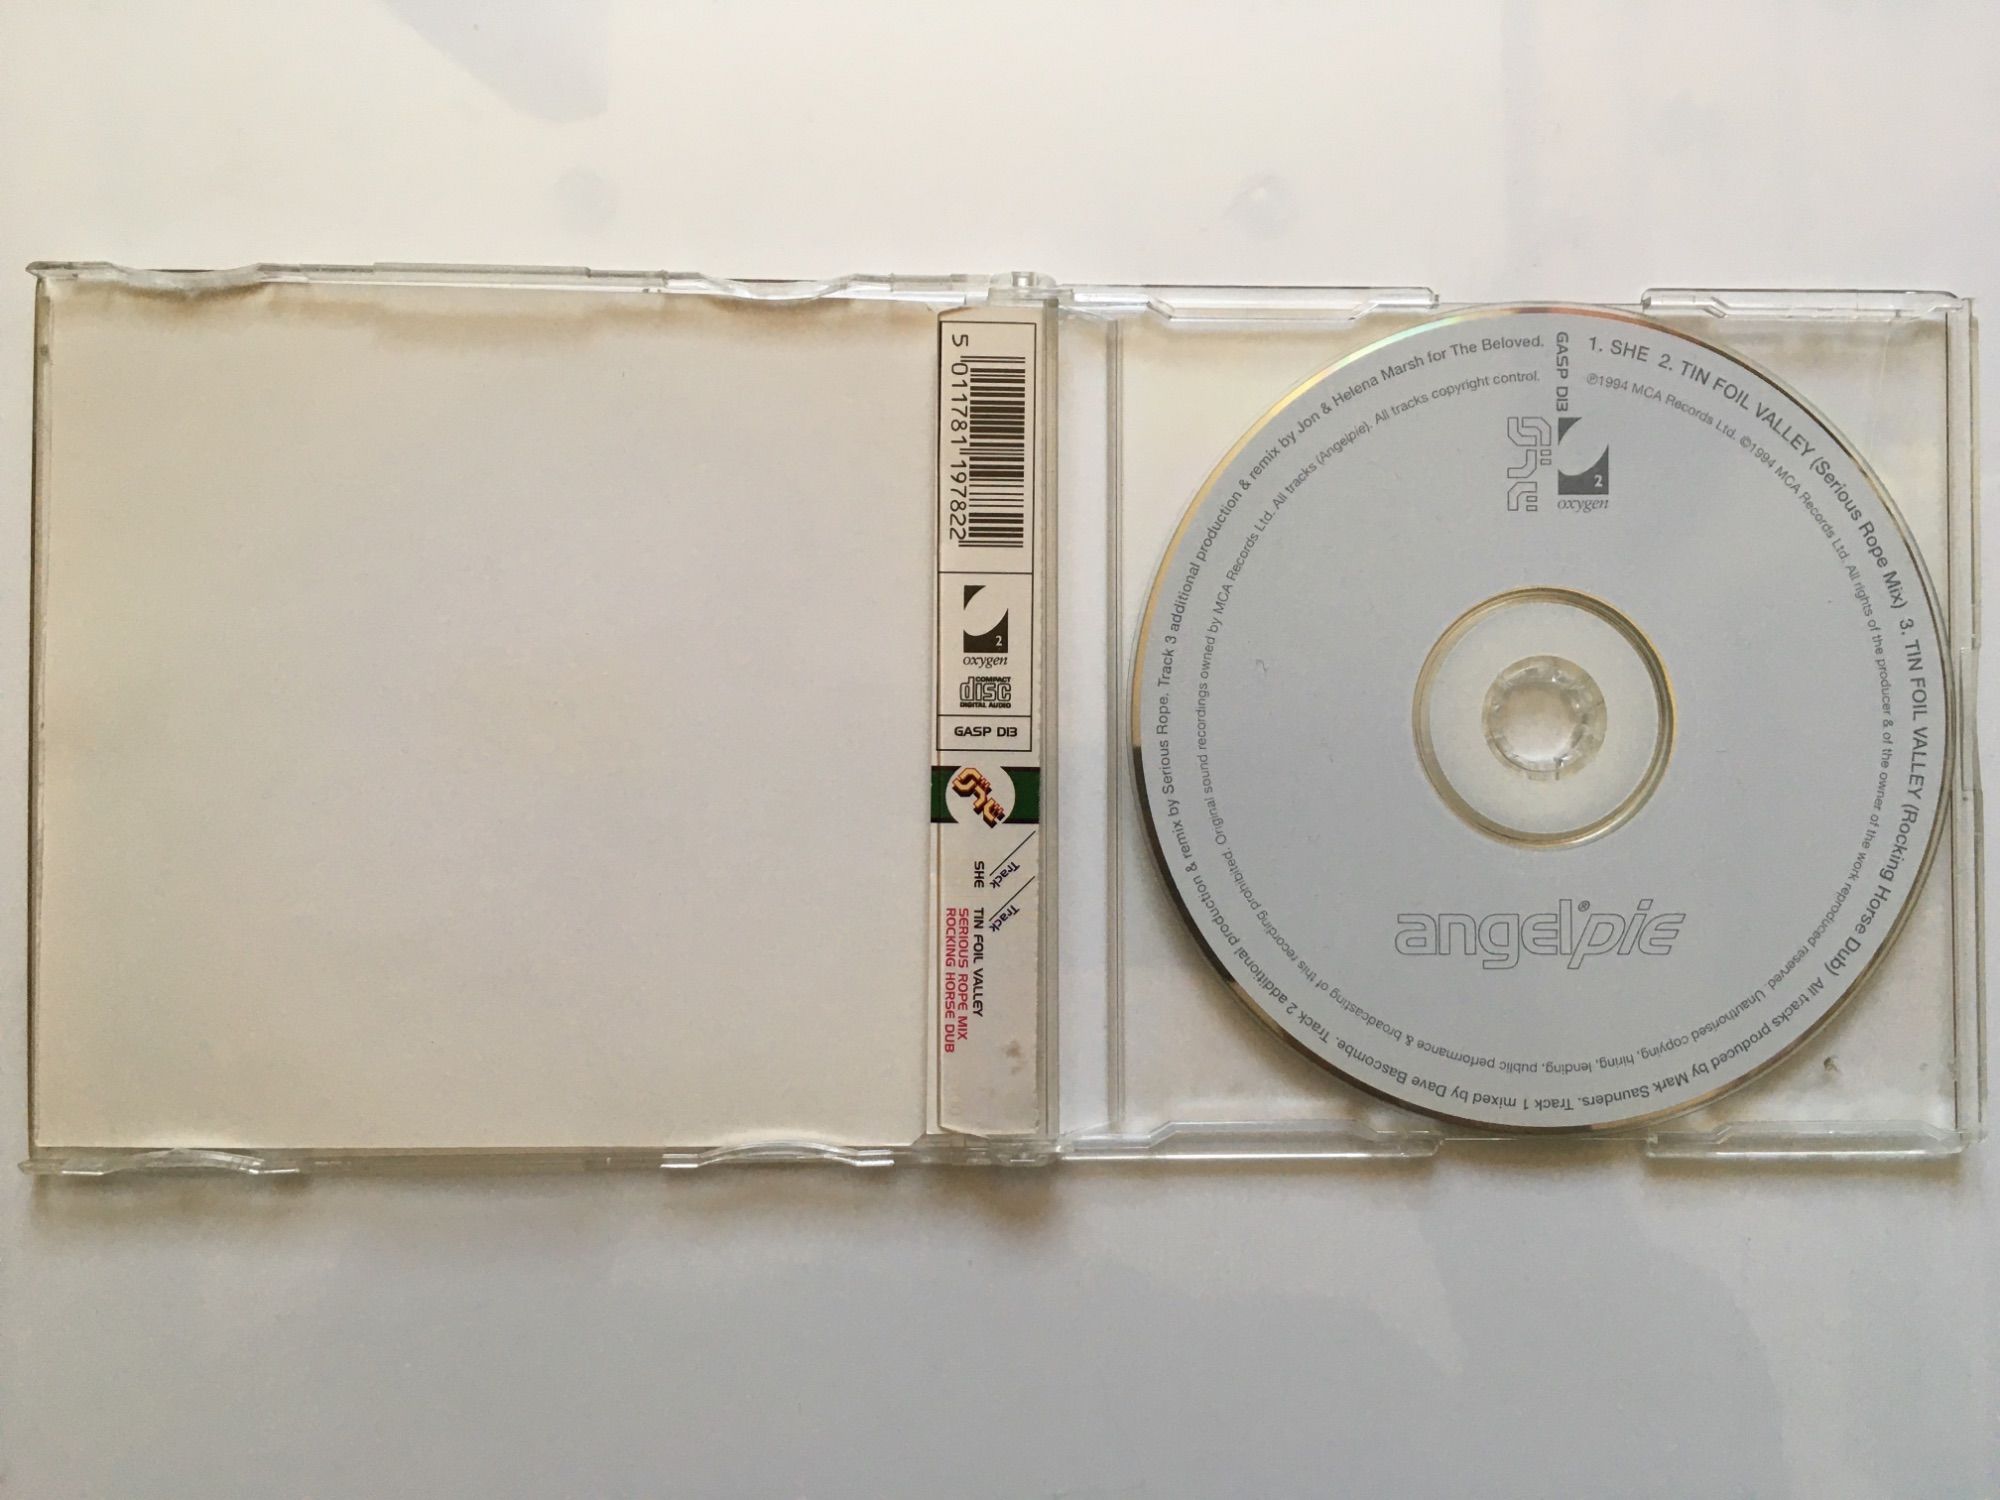 5 011781 197822
2
oxygen
COMPACT
disc
DIGITAL AUDIO
GASP D13
She
Track
SHE
Track
TIN FOIL VALLEY
SERIOUS ROPE MIX
ROCKING HORSE DUB
1. SHE 2. TIN FOIL VALLEY (Serious Rope Mix) 3. TIN FOIL VALLEY (Rocking Horse Dub) All tracks produced by Mark Saunders. Track 1 mixed by Dave Bascombe. Track 2 additional production & remix by Serious Rope. Track 3 additional production & remix by Jon & Helena Marsh for The Beloved.
℗1994 MCA Records Ltd. ©1994 MCA Records Ltd. All rights of the producer & of the owner of the work reproduced reserved. Unauthorised copying, hiring, lending, public performance & broadcasting of this recording prohibited. Original sound recordings owned by MCA Records Ltd. All tracks (Angelpie). All tracks copyright control.
GASP D13
She
2
oxygen
angel®pie